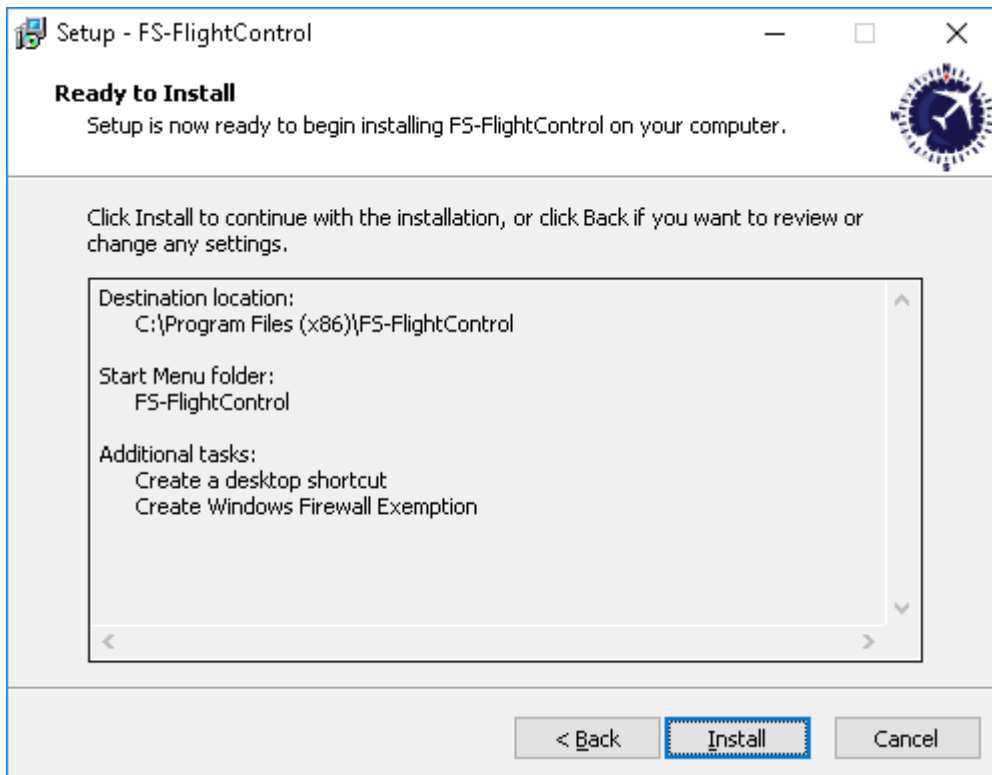 Setup - FS-FlightControl
Ready to Install
Setup is now ready to begin installing FS-FlightControl on your computer.
N
W
S
Click Install to continue with the installation, or click Back if you want to review or
change any settings.
Destination location:
C:\Program Files (x86)\FS-FlightControl
Start Menu folder:
FS-FlightControl
Additional tasks:
Create a desktop shortcut
Create Windows Firewall Exemption
< Back
Install
Cancel